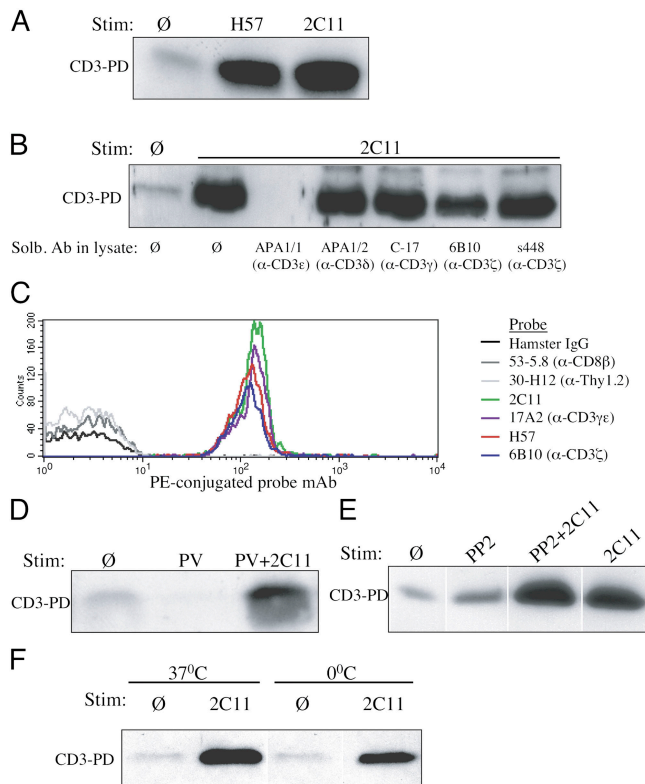 A
Stim: Ø H57 2C11
CD3-PD
B
Stim: Ø 2C11
CD3-PD
Solb. Ab in lysate: Ø Ø APA1/1 APA1/2 C-17 6B10 s448
(α-CD3ε) (α-CD3δ) (α-CD3γ) (α-CD3ζ) (α-CD3ζ)
C
200
160
120
80
40
0
Counts
10⁰ 10¹ 10² 10³ 10⁴
PE-conjugated probe mAb
Probe
Hamster IgG
53-5.8 (α-CD8β)
30-H12 (α-Thy1.2)
2C11
17A2 (α-CD3γε)
H57
6B10 (α-CD3ζ)
D
Stim: Ø PV PV+2C11
CD3-PD
E
Stim: Ø PP2 PP2+2C11 2C11
CD3-PD
F
37⁰C 0⁰C
Stim: Ø 2C11 Ø 2C11
CD3-PD